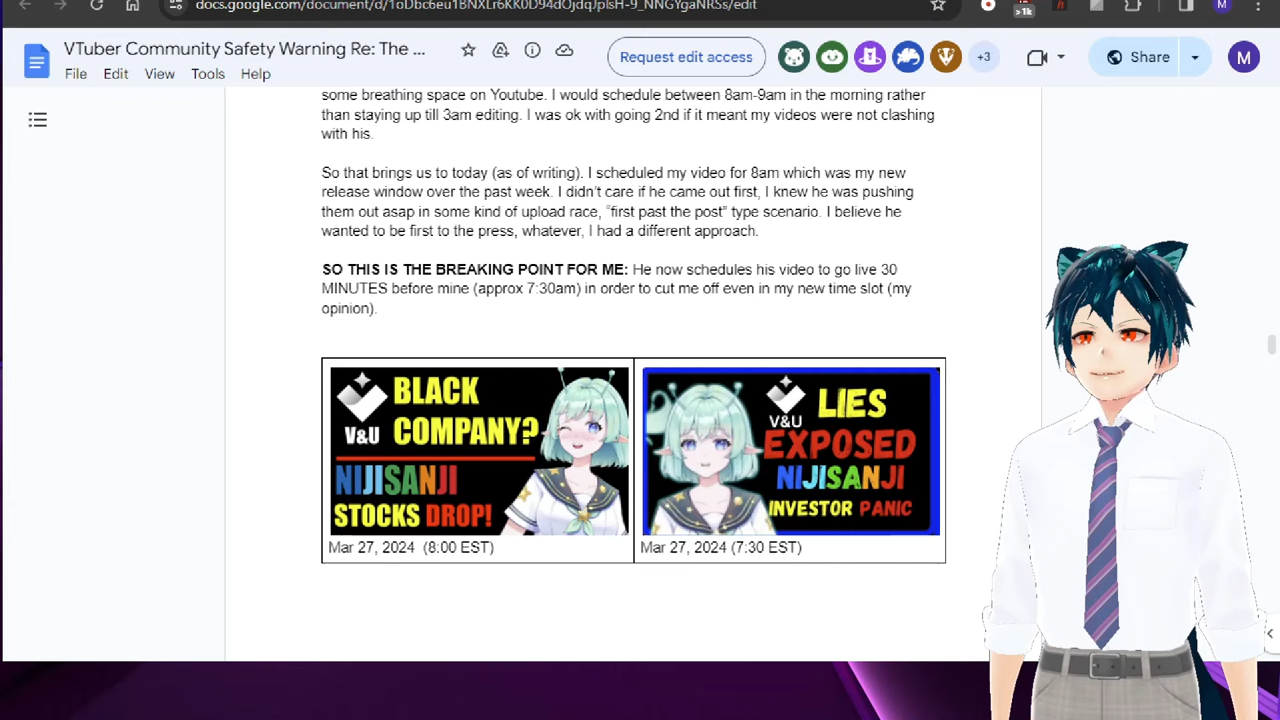 docs.google.com/document/d/1oDbc6eu1BNXLr6KK0D94dOjdqJplsH-9_NNGYgaNRSs/edit
>1k
M
VTuber Community Safety Warning Re: The ...
File Edit View Tools Help
Request edit access
+3
Share
M
some breathing space on Youtube. I would schedule between 8am-9am in the morning rather
than staying up till 3am editing. I was ok with going 2nd if it meant my videos were not clashing
with his.
So that brings us to today (as of writing). I scheduled my video for 8am which was my new
release window over the past week. I didn't care if he came out first, I knew he was pushing
them out asap in some kind of upload race, "first past the post" type scenario. I believe he
wanted to be first to the press, whatever, I had a different approach.
SO THIS IS THE BREAKING POINT FOR ME: He now schedules his video to go live 30
MINUTES before mine (approx 7:30am) in order to cut me off even in my new time slot (my
opinion).
V&U
BLACK
COMPANY?
NIJISANJI
STOCKS DROP!
Mar 27, 2024 (8:00 EST)
V&U
LIES
EXPOSED
NIJISANJI
INVESTOR PANIC
Mar 27, 2024 (7:30 EST)